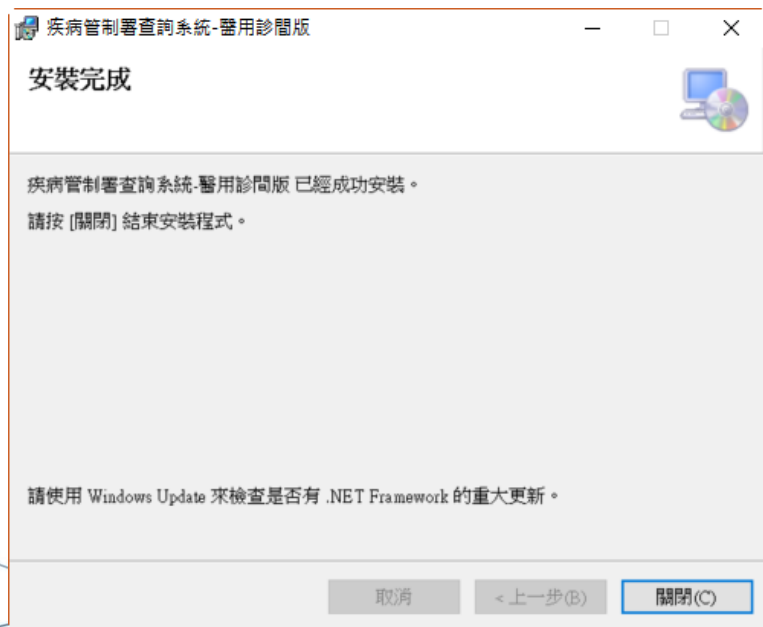 疾病管制署查詢系統-醫用診間版
安裝完成
疾病管制署查詢系統-醫用診間版 已經成功安裝。
請按 [關閉] 結束安裝程式。
請使用 Windows Update 來檢查是否有 .NET Framework 的重大更新。
取消
<上一步(B)
關閉(C)